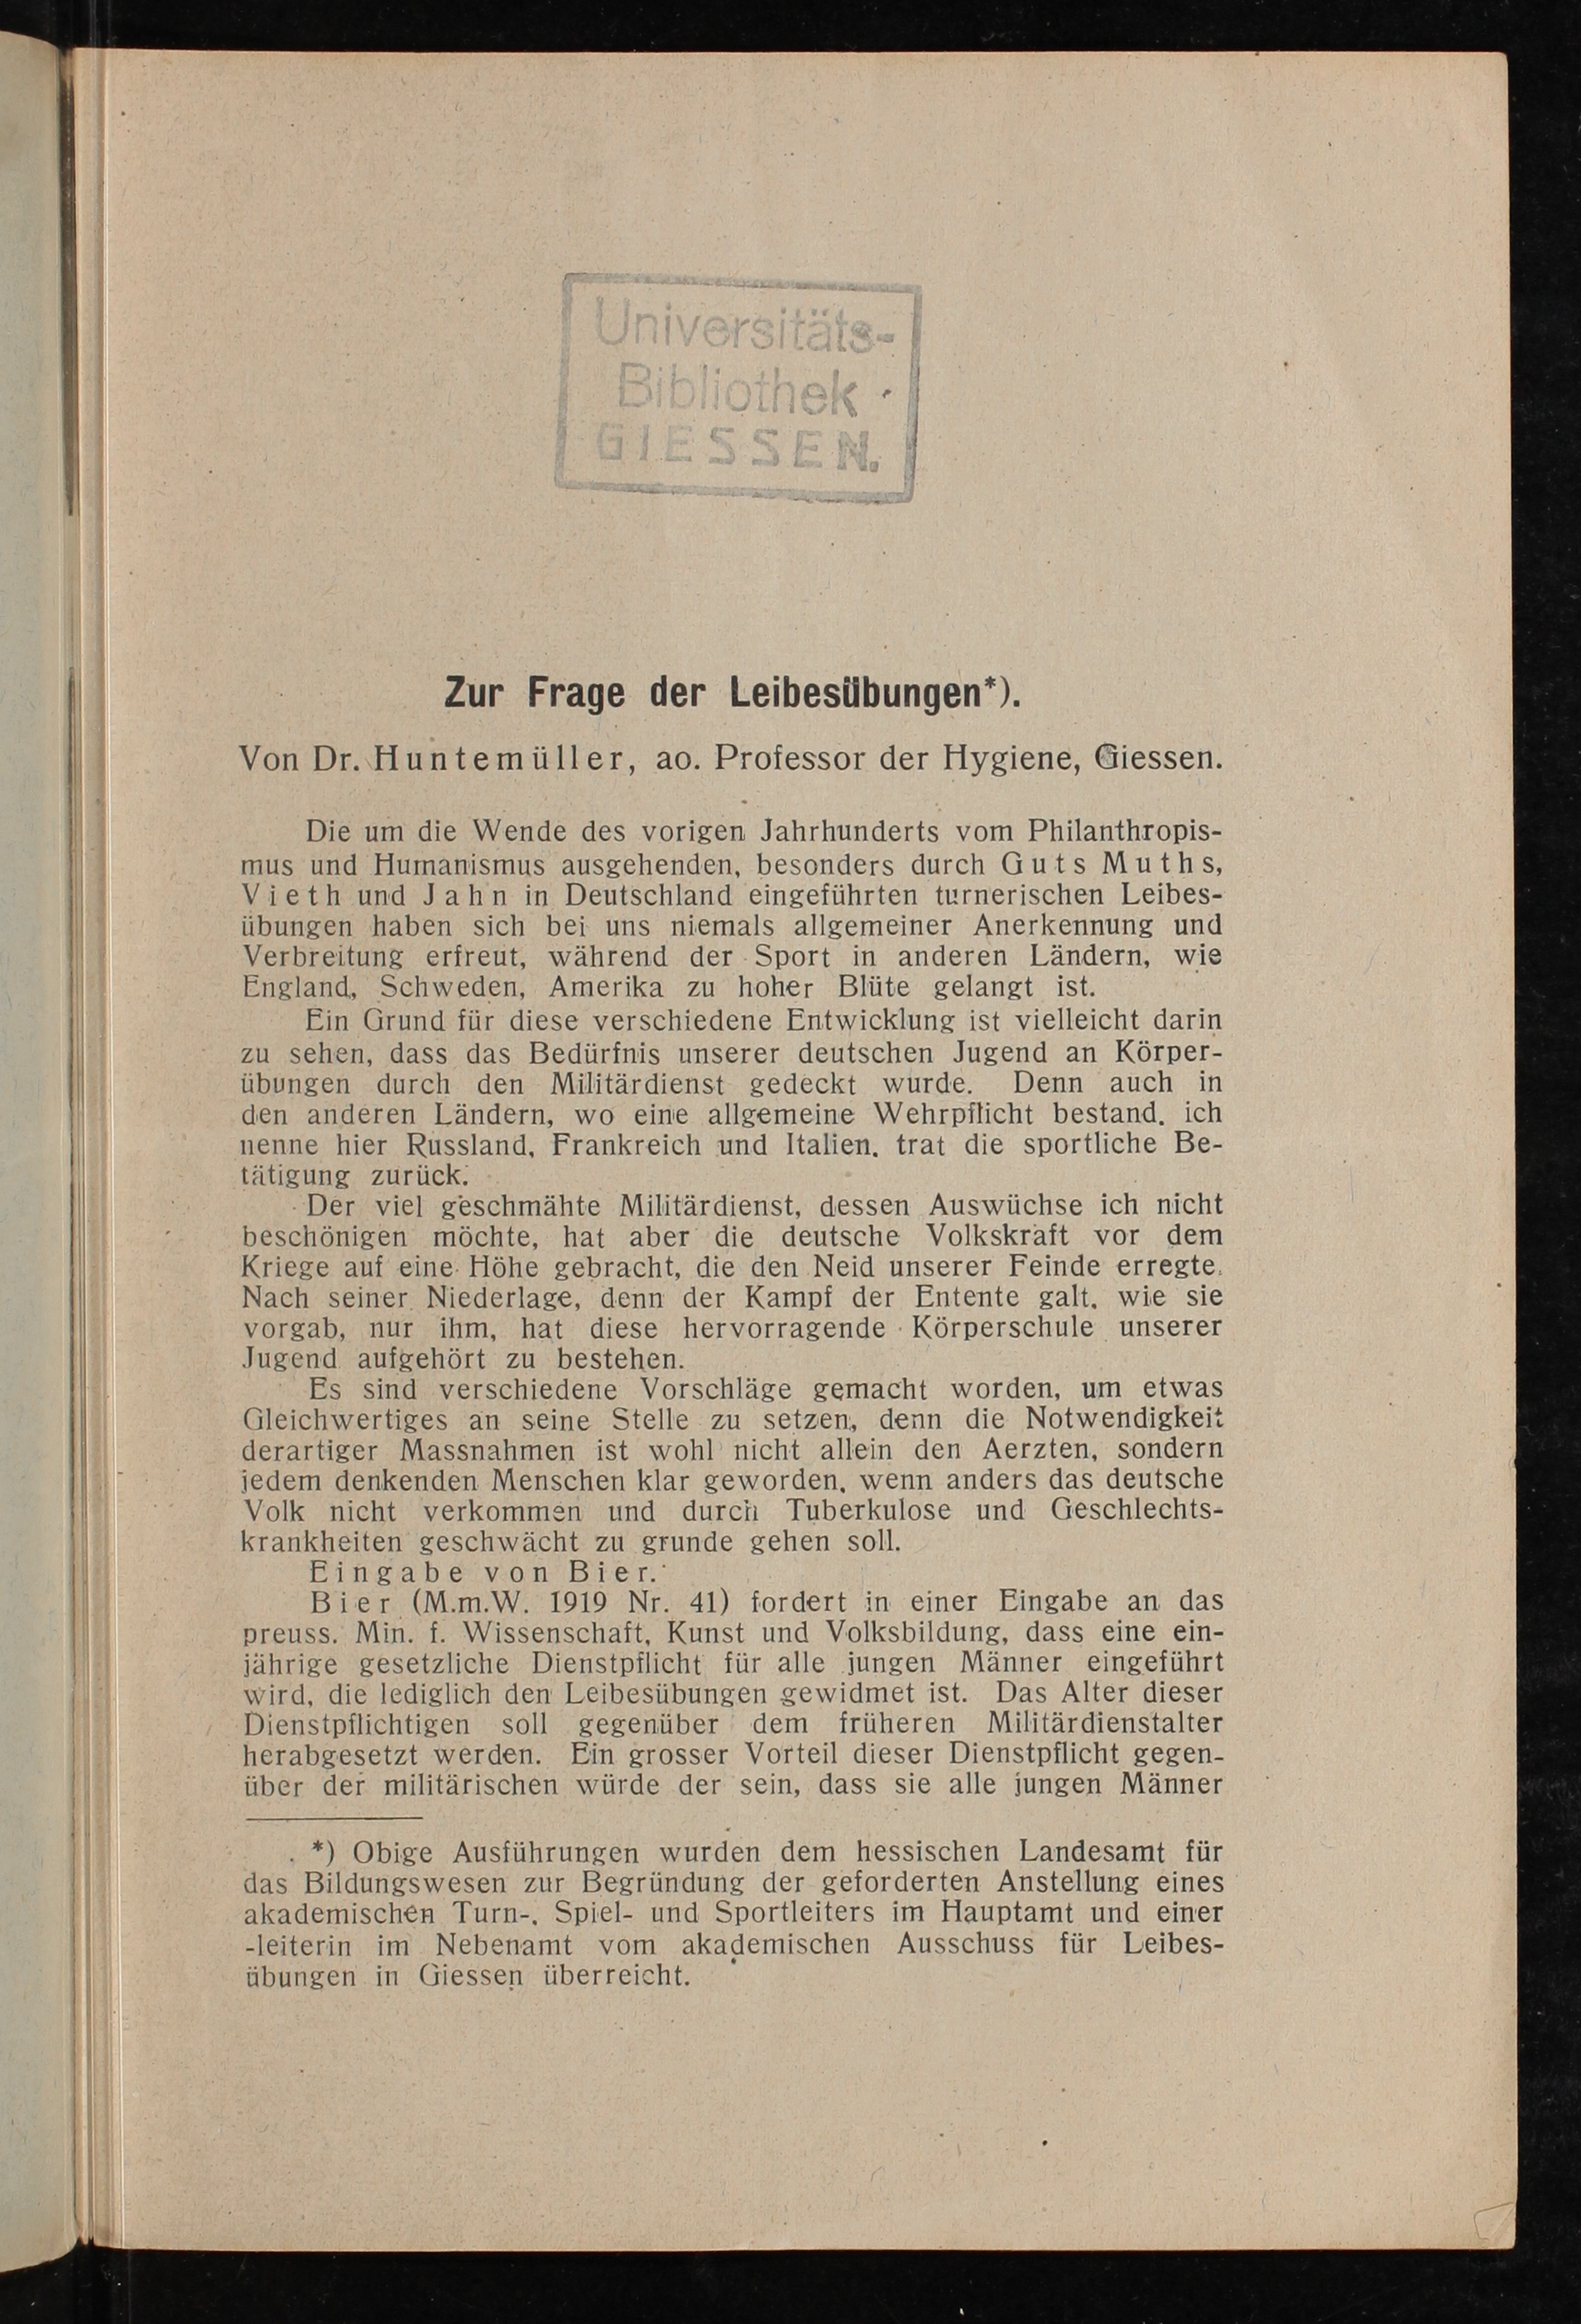 Universitäts-
Bibliothek
GIESSEN.
Zur Frage der Leibesübungen*).
Von Dr. Huntemüller, ao. Professor der Hygiene, Giessen.
Die um die Wende des vorigen Jahrhunderts vom Philanthropis-
mus und Humanismus ausgehenden, besonders durch Guts Muths,
Vieth und Jahn in Deutschland eingeführten turnerischen Leibes-
übungen haben sich bei uns niemals allgemeiner Anerkennung und
Verbreitung erfreut, während der Sport in anderen Ländern, wie
England, Schweden, Amerika zu hoher Blüte gelangt ist.
Ein Grund für diese verschiedene Entwicklung ist vielleicht darin
zu sehen, dass das Bedürfnis unserer deutschen Jugend an Körper-
übungen durch den Militärdienst gedeckt wurde. Denn auch in
den anderen Ländern, wo eine allgemeine Wehrpflicht bestand, ich
nenne hier Russland, Frankreich und Italien, trat die sportliche Be-
tätigung zurück.
Der viel geschmähte Militärdienst, dessen Auswüchse ich nicht
beschönigen möchte, hat aber die deutsche Volkskraft vor dem
Kriege auf eine Höhe gebracht, die den Neid unserer Feinde erregte.
Nach seiner Niederlage, denn der Kampf der Entente galt, wie sie
vorgab, nur ihm, hat diese hervorragende Körperschule unserer
Jugend aufgehört zu bestehen.
Es sind verschiedene Vorschläge gemacht worden, um etwas
Gleichwertiges an seine Stelle zu setzen, denn die Notwendigkeit
derartiger Massnahmen ist wohl nicht allein den Aerzten, sondern
jedem denkenden Menschen klar geworden, wenn anders das deutsche
Volk nicht verkommen und durch Tuberkulose und Geschlechts-
krankheiten geschwächt zu grunde gehen soll.
Eingabe von Bier.
Bier (M.m.W. 1919 Nr. 41) fordert in einer Eingabe an das
preuss. Min. f. Wissenschaft, Kunst und Volksbildung, dass eine ein-
jährige gesetzliche Dienstpflicht für alle jungen Männer eingeführt
wird, die lediglich den Leibesübungen gewidmet ist. Das Alter dieser
Dienstpflichtigen soll gegenüber dem früheren Militärdienstalter
herabgesetzt werden. Ein grosser Vorteil dieser Dienstpflicht gegen-
über der militärischen würde der sein, dass sie alle jungen Männer
*) Obige Ausführungen wurden dem hessischen Landesamt für
das Bildungswesen zur Begründung der geforderten Anstellung eines
akademischen Turn-, Spiel- und Sportleiters im Hauptamt und einer
-leiterin im Nebenamt vom akademischen Ausschuss für Leibes-
übungen in Giessen überreicht.